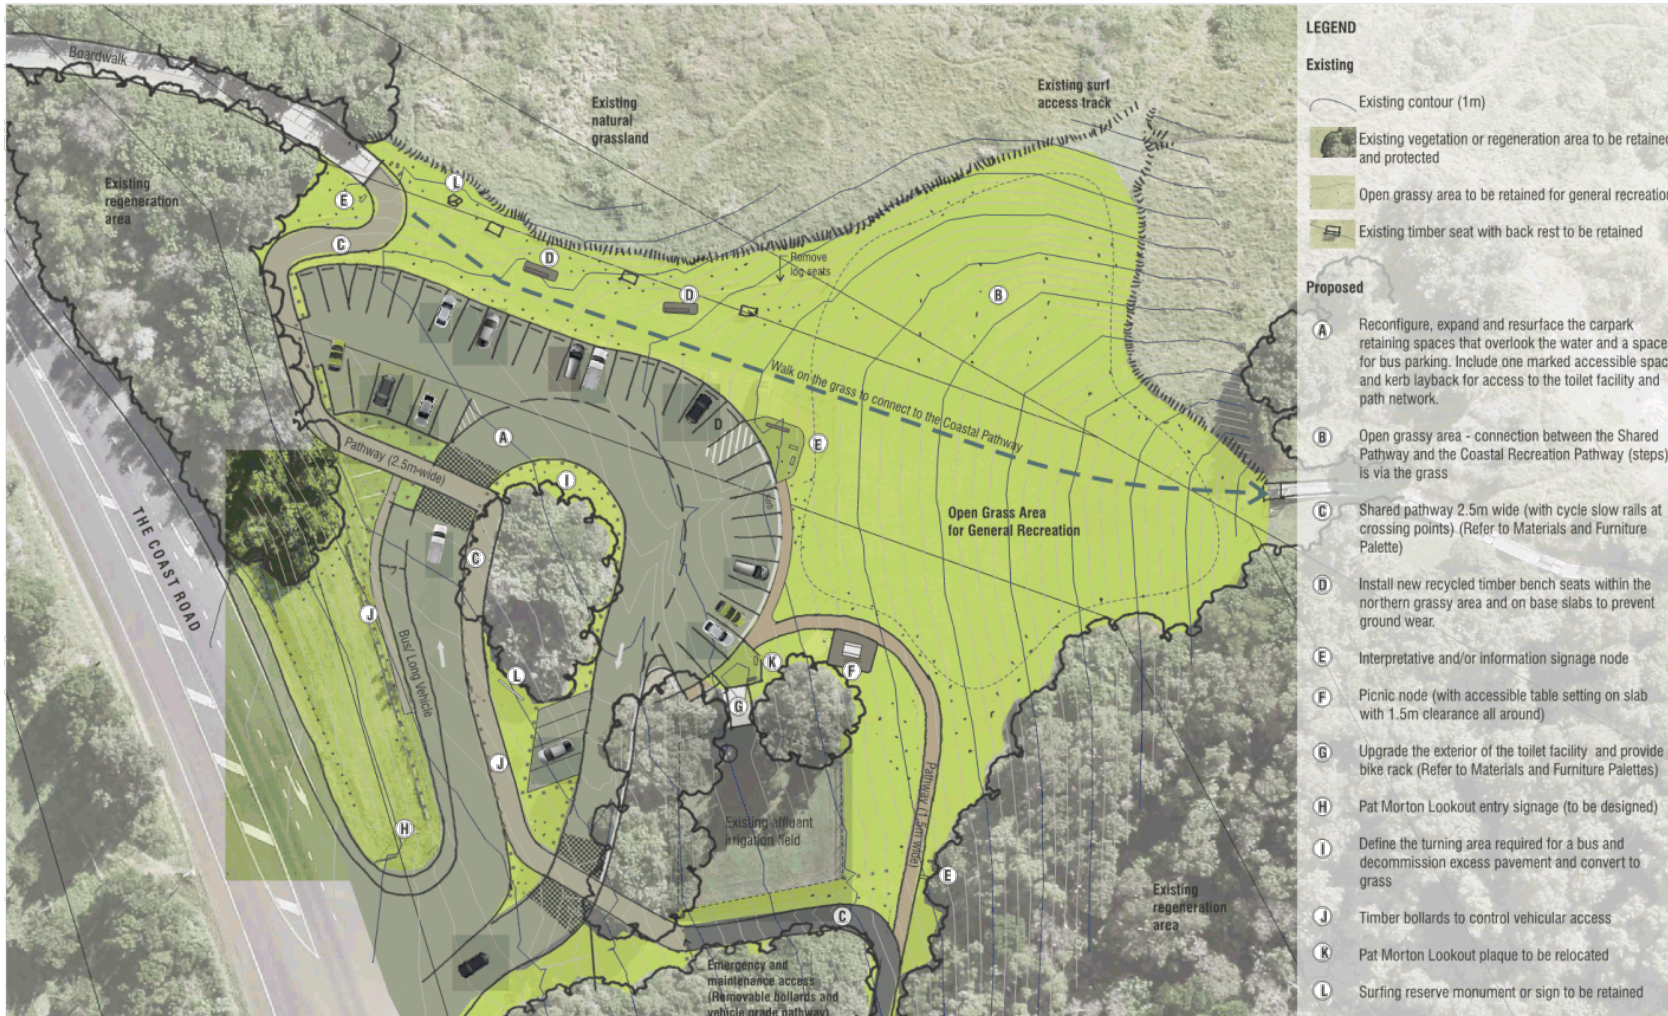 Boardwalk
Existing
natural
grassland
Existing surf
access track
Existing
regeneration
area
L
E
C
D
Remove
log seats
D
B
Walk on the grass to connect to the Coastal Pathway
D
A
E
Pathway (2.5m wide)
I
THE COAST ROAD
Open Grass Area
for General Recreation
C
J
Bus/ Long Vehicle
L
K
F
G
J
Pathway (1.5m wide)
H
Existing affluent
irrigation field
E
Existing
regeneration
area
C
Emergency and
maintenance access
(Removable bollards and
vehicle grade pathway)
LEGEND
Existing
Existing contour (1m)
Existing vegetation or regeneration area to be retained
and protected
Open grassy area to be retained for general recreation
Existing timber seat with back rest to be retained
Proposed
A Reconfigure, expand and resurface the carpark
retaining spaces that overlook the water and a space
for bus parking. Include one marked accessible spac
and kerb layback for access to the toilet facility and
path network.
B Open grassy area - connection between the Shared
Pathway and the Coastal Recreation Pathway (steps)
is via the grass
C Shared pathway 2.5m wide (with cycle slow rails at
crossing points) (Refer to Materials and Furniture
Palette)
D Install new recycled timber bench seats within the
northern grassy area and on base slabs to prevent
ground wear.
E Interpretative and/or information signage node
F Picnic node (with accessible table setting on slab
with 1.5m clearance all around)
G Upgrade the exterior of the toilet facility and provide
bike rack (Refer to Materials and Furniture Palettes)
H Pat Morton Lookout entry signage (to be designed)
I Define the turning area required for a bus and
decommission excess pavement and convert to
grass
J Timber bollards to control vehicular access
K Pat Morton Lookout plaque to be relocated
L Surfing reserve monument or sign to be retained